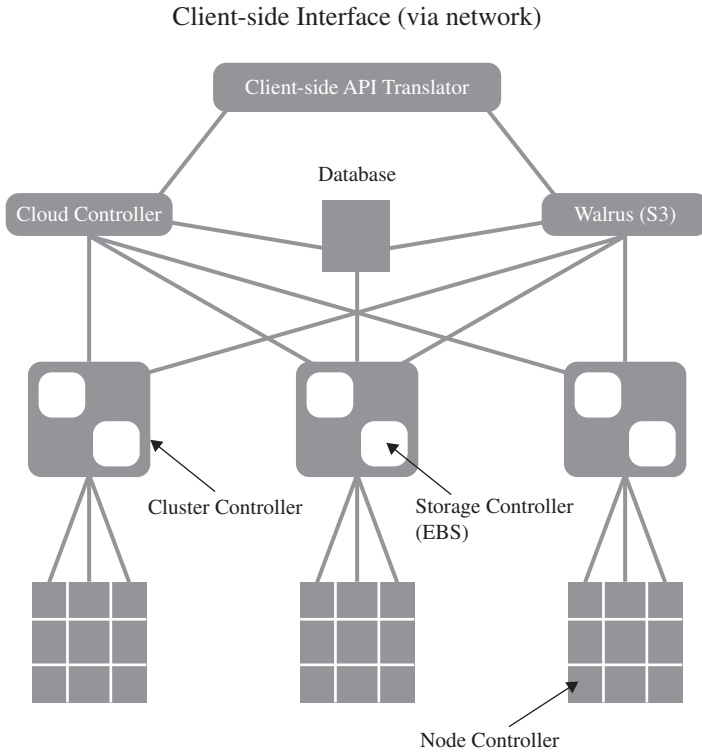 Client-side Interface (via network)
Client-side API Translator
Database
Cloud Controller
Walrus (S3)
Cluster Controller
Storage Controller
(EBS)
Node Controller